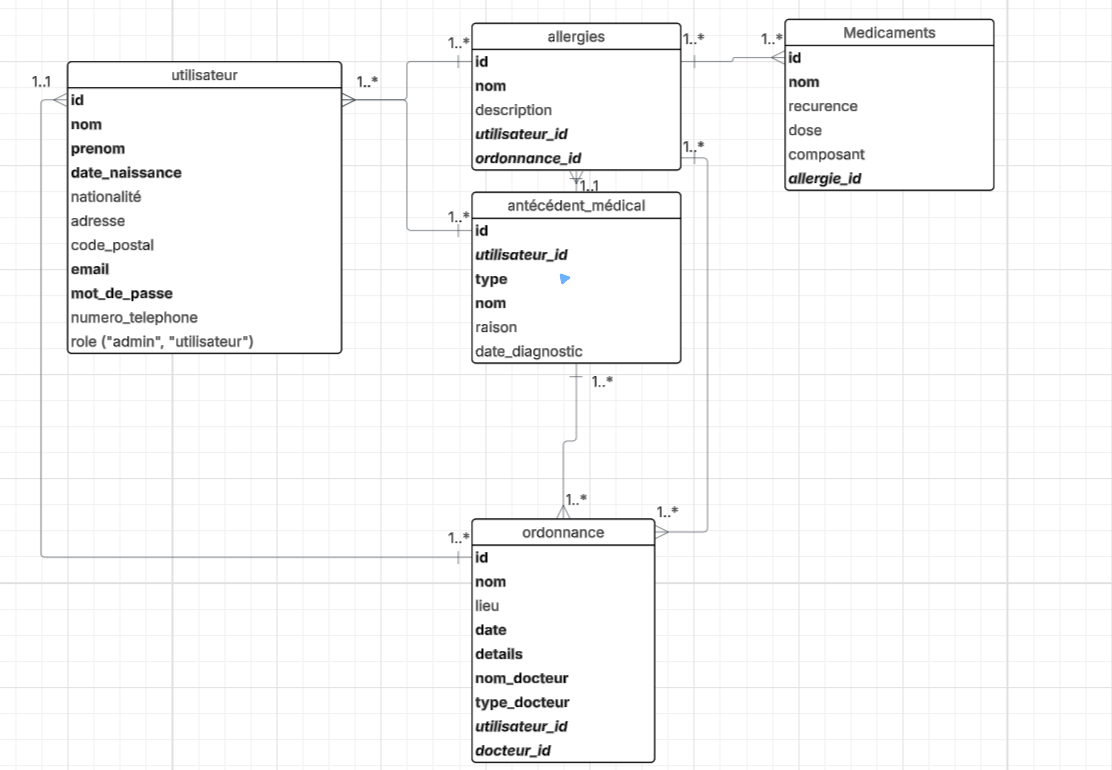 utilisateur
id
nom
prenom
date_naissance
nationalité
adresse
code_postal
email
mot_de_passe
numero_telephone
role ("admin", "utilisateur")
1..1
1..*
1..*
allergies
id
nom
description
utilisateur_id
ordonnance_id
1..*
1..*
Medicaments
id
nom
recurence
dose
composant
allergie_id
1..*
1..1
1..*
antécédent_médical
id
utilisateur_id
type
nom
raison
date_diagnostic
1..*
1..*
1..*
1..*
ordonnance
id
nom
lieu
date
details
nom_docteur
type_docteur
utilisateur_id
docteur_id